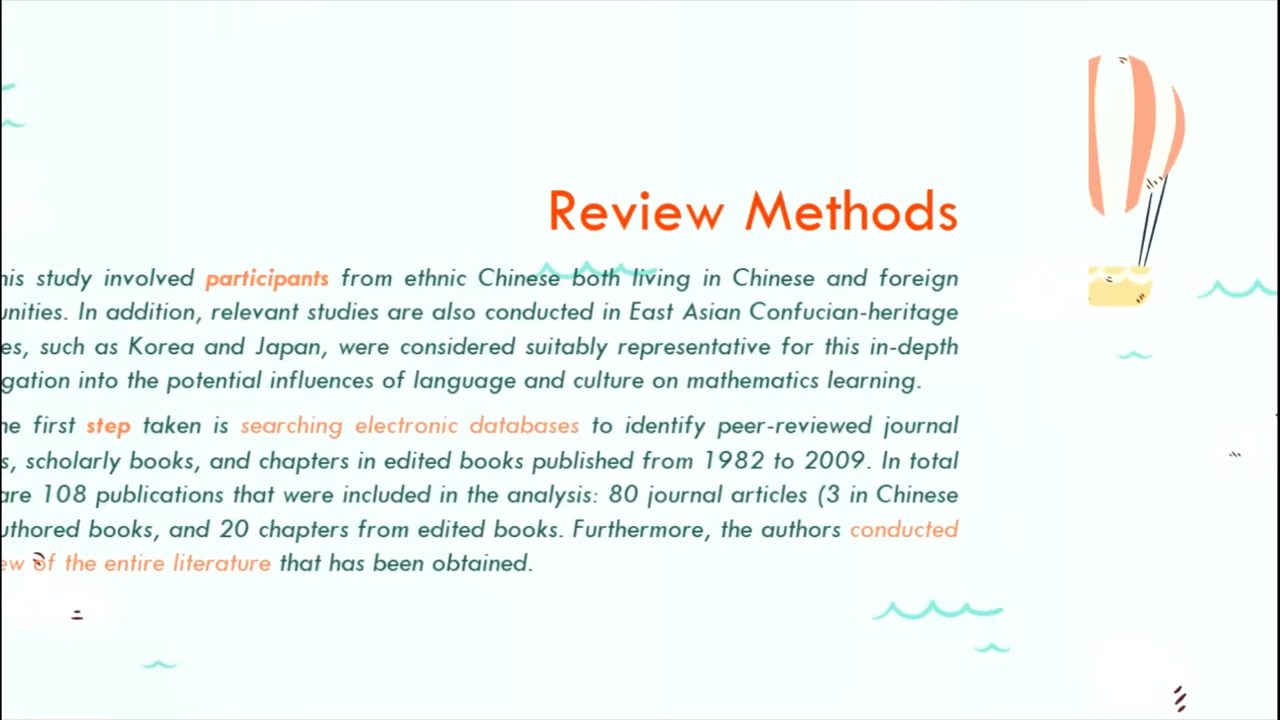 Review Methods
his study involved participants from ethnic Chinese both living in Chinese and foreign
unities. In addition, relevant studies are also conducted in East Asian Confucian-heritage
es, such as Korea and Japan, were considered suitably representative for this in-depth
gation into the potential influences of language and culture on mathematics learning.
he first step taken is searching electronic databases to identify peer-reviewed journal
s, scholarly books, and chapters in edited books published from 1982 to 2009. In total
are 108 publications that were included in the analysis: 80 journal articles (3 in Chinese
uthored books, and 20 chapters from edited books. Furthermore, the authors conducted
ew of the entire literature that has been obtained.